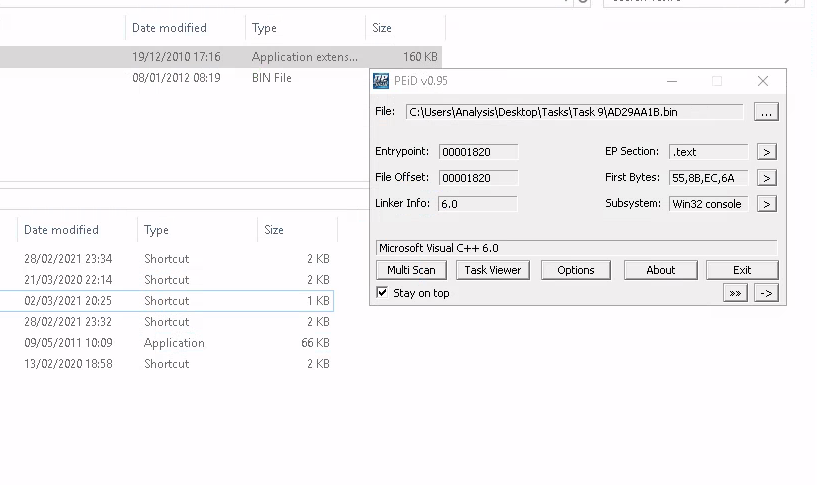 Date modified Type Size
19/12/2010 17:16 Application extens... 160 KB
08/01/2012 08:19 BIN File
PEiD v0.95
File: C:\Users\Analysis\Desktop\Tasks\Task 9\AD29AA1B.bin ...
Entrypoint: 00001820 EP Section: .text >
File Offset: 00001820 First Bytes: 55,8B,EC,6A >
Linker Info: 6.0 Subsystem: Win32 console >
Microsoft Visual C++ 6.0
Multi Scan Task Viewer Options About Exit
Stay on top >> ->
Date modified Type Size
28/02/2021 23:34 Shortcut 2 KB
21/03/2020 22:14 Shortcut 2 KB
02/03/2021 20:25 Shortcut 1 KB
28/02/2021 23:32 Shortcut 2 KB
09/05/2011 10:09 Application 66 KB
13/02/2020 18:58 Shortcut 2 KB